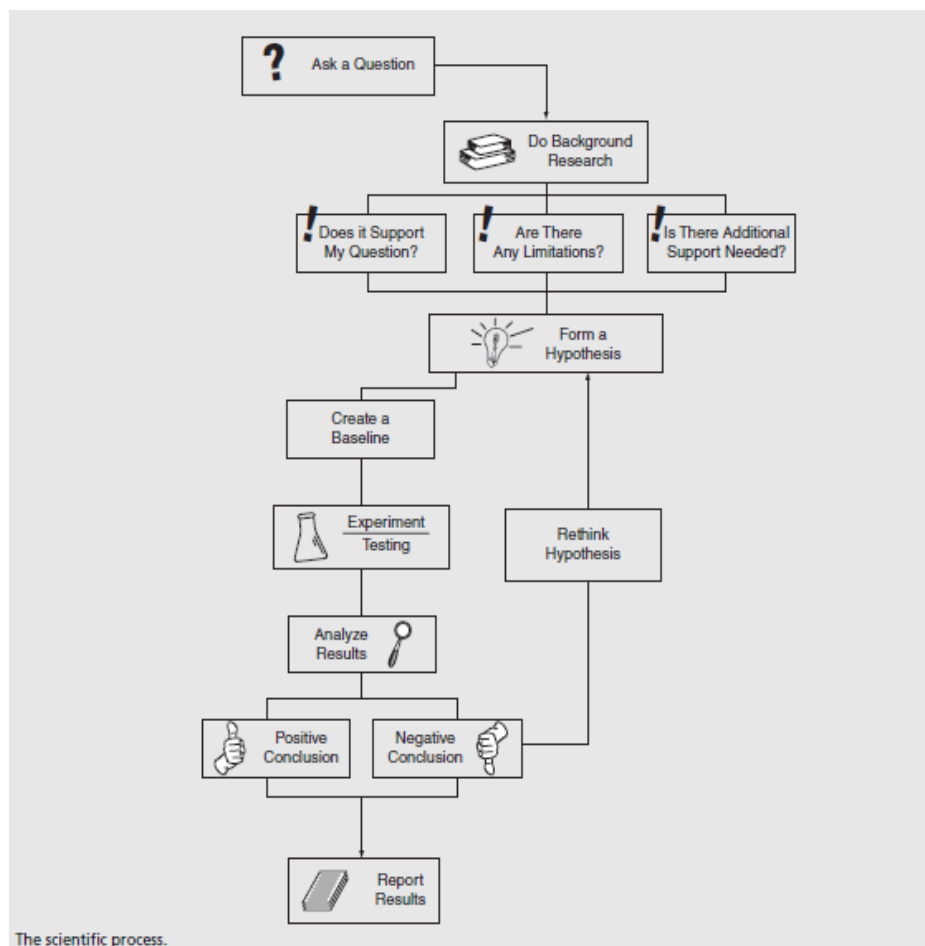 ?
Ask a Question
Do Background
Research
!
Does it Support
My Question?
!
Are There
Any Limitations?
!
Is There Additional
Support Needed?
Form a
Hypothesis
Create a
Baseline
Experiment
Testing
Rethink
Hypothesis
Analyze
Results
Positive
Conclusion
Negative
Conclusion
Report
Results
The scientific process.